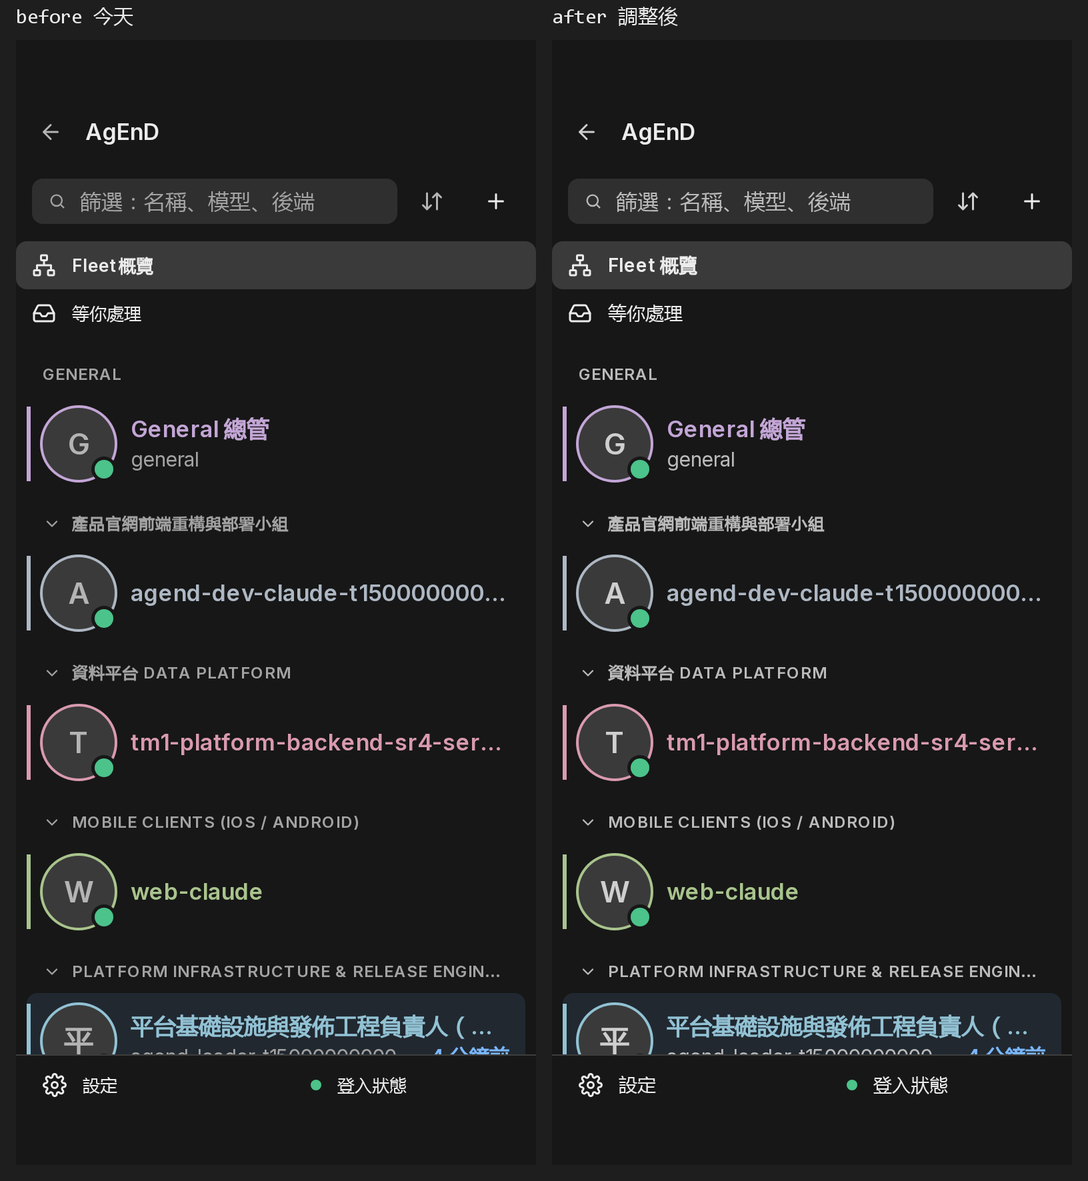 before 今天
AgEnD
篩選：名稱、模型、後端
Fleet概覽
等你處理
GENERAL
G
General 總管
general
產品官網前端重構與部署小組
A
agend-dev-claude-t150000000…
資料平台 DATA PLATFORM
T
tm1-platform-backend-sr4-ser…
MOBILE CLIENTS (IOS / ANDROID)
W
web-claude
PLATFORM INFRASTRUCTURE & RELEASE ENGIN…
平
平台基礎設施與發佈工程負責人（…
設定
登入狀態
after 調整後
AgEnD
篩選：名稱、模型、後端
Fleet 概覽
等你處理
GENERAL
G
General 總管
general
產品官網前端重構與部署小組
A
agend-dev-claude-t150000000…
資料平台 DATA PLATFORM
T
tm1-platform-backend-sr4-ser…
MOBILE CLIENTS (IOS / ANDROID)
W
web-claude
PLATFORM INFRASTRUCTURE & RELEASE ENGIN…
平
平台基礎設施與發佈工程負責人（…
設定
登入狀態